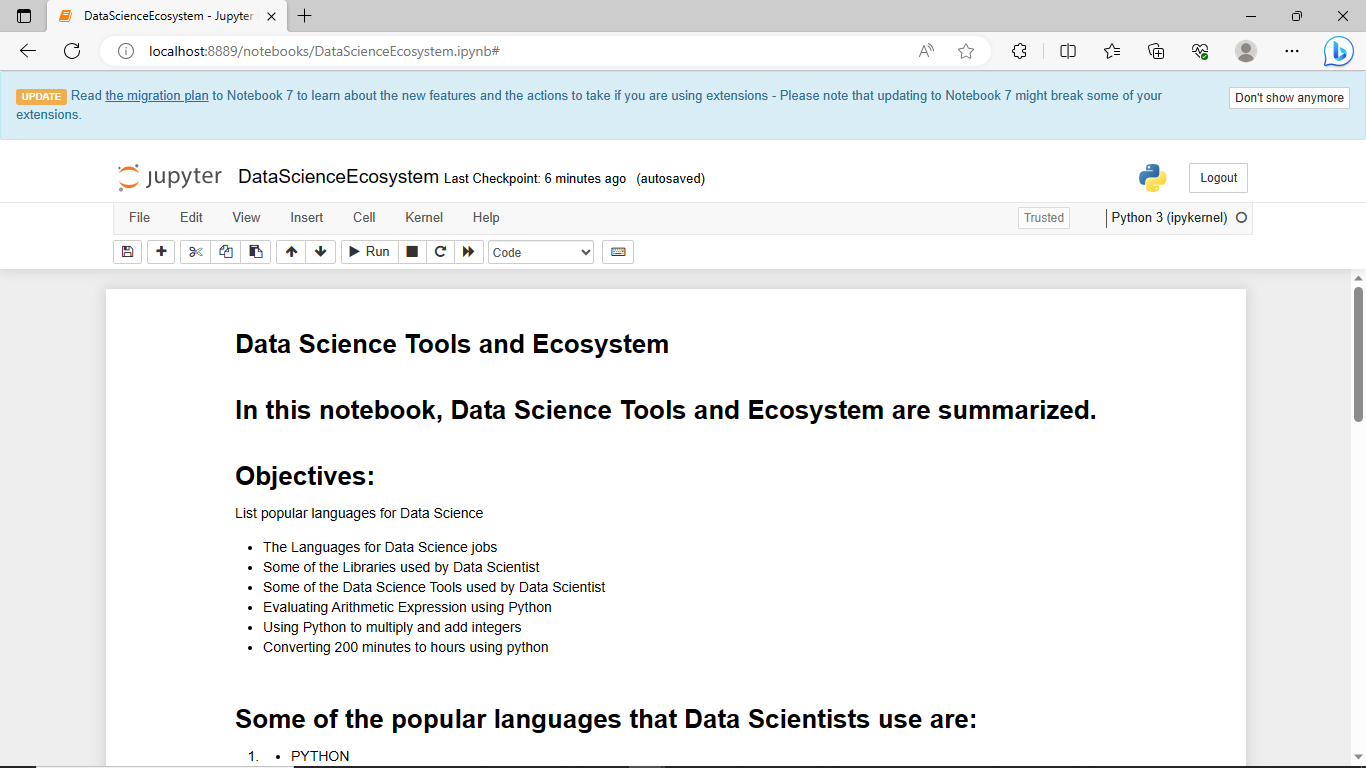 DataScienceEcosystem - Jupyter
localhost:8889/notebooks/DataScienceEcosystem.ipynb#
UPDATE Read the migration plan to Notebook 7 to learn about the new features and the actions to take if you are using extensions - Please note that updating to Notebook 7 might break some of your
extensions.
Don't show anymore
jupyter DataScienceEcosystem Last Checkpoint: 6 minutes ago (autosaved)
Logout
File Edit View Insert Cell Kernel Help
Trusted Python 3 (ipykernel)
Run Code
Data Science Tools and Ecosystem
In this notebook, Data Science Tools and Ecosystem are summarized.
Objectives:
List popular languages for Data Science
• The Languages for Data Science jobs
• Some of the Libraries used by Data Scientist
• Some of the Data Science Tools used by Data Scientist
• Evaluating Arithmetic Expression using Python
• Using Python to multiply and add integers
• Converting 200 minutes to hours using python
Some of the popular languages that Data Scientists use are:
1. • PYTHON